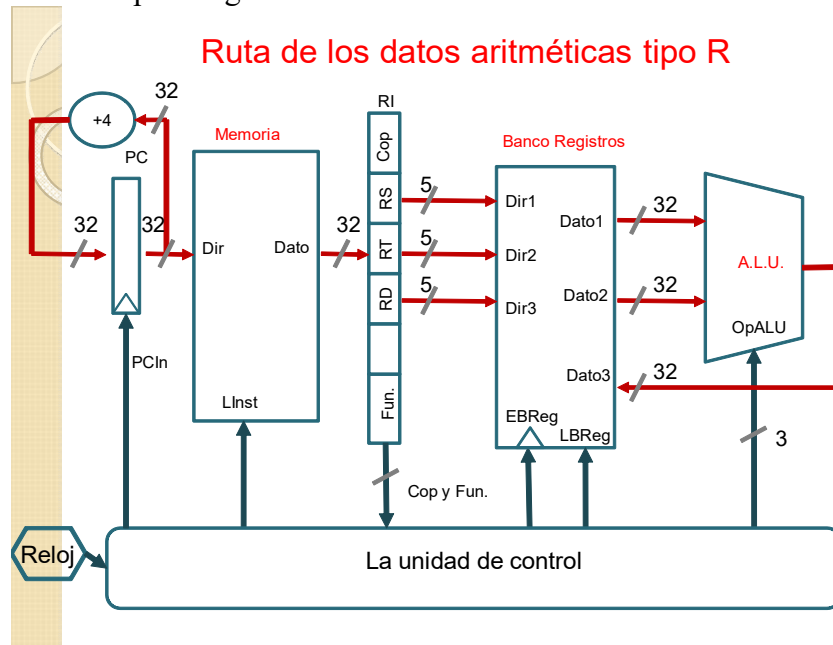 Ruta de los datos aritméticas tipo R
32
+4
PC
Memoria
RI
Banco Registros
Cop
RS
RT
RD
Fun.
32
32
Dir
Dato
32
5
5
5
Dir1
Dir2
Dir3
Dato1
Dato2
Dato3
32
32
32
A.L.U.
OpALU
PCIn
LInst
EBReg
LBReg
3
Cop y Fun.
Reloj
La unidad de control